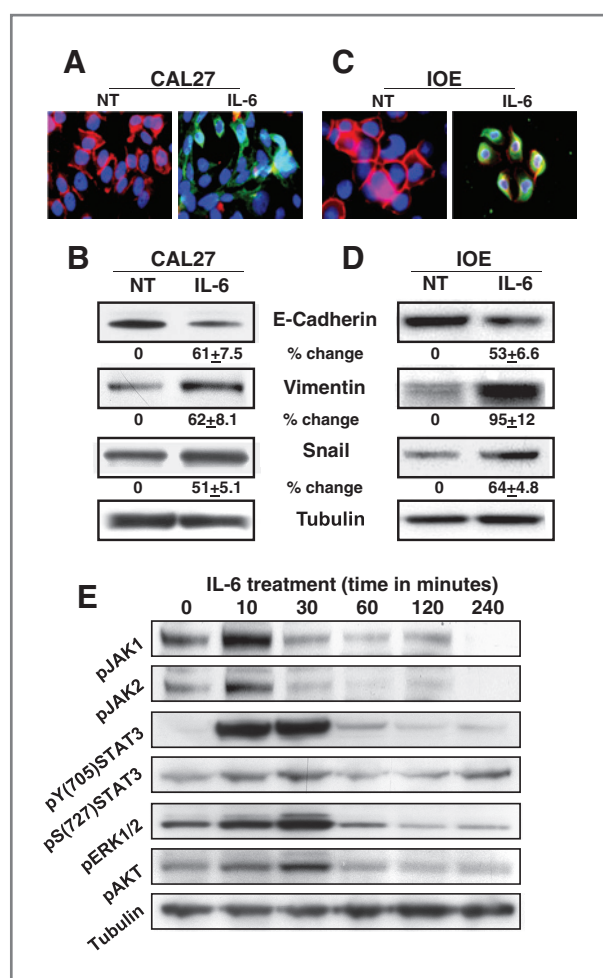 A
CAL27
NT IL-6
C
IOE
NT IL-6
B
CAL27
NT IL-6
D
IOE
NT IL-6
E-Cadherin
0 61±7.5 % change 0 53±6.6
Vimentin
0 62±8.1 % change 0 95±12
Snail
0 51±5.1 % change 0 64±4.8
Tubulin
E
IL-6 treatment (time in minutes)
0 10 30 60 120 240
pJAK1
pJAK2
pY(705)STAT3
pS(727)STAT3
pERK1/2
pAKT
Tubulin